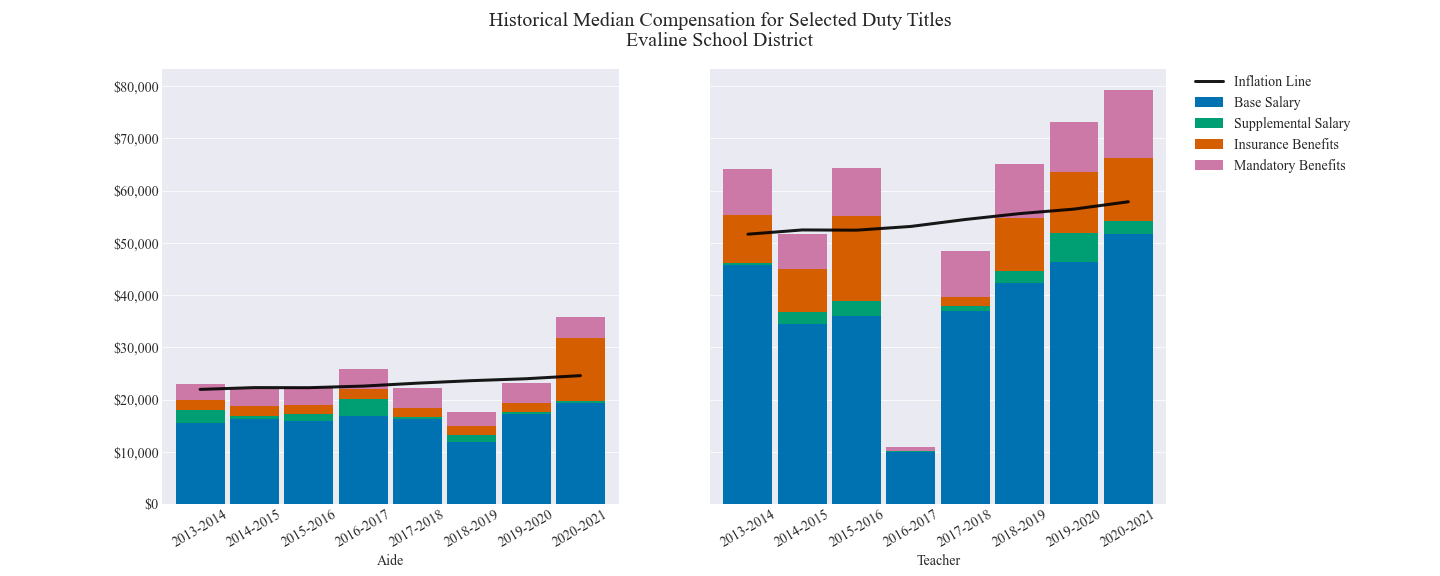 Historical Median Compensation for Selected Duty Titles
Evaline School District
$80,000
$70,000
$60,000
$50,000
$40,000
$30,000
$20,000
$10,000
$0
2013-2014
2014-2015
2015-2016
2016-2017
2017-2018
2018-2019
2019-2020
2020-2021
Aide
2013-2014
2014-2015
2015-2016
2016-2017
2017-2018
2018-2019
2019-2020
2020-2021
Teacher
Inflation Line
Base Salary
Supplemental Salary
Insurance Benefits
Mandatory Benefits